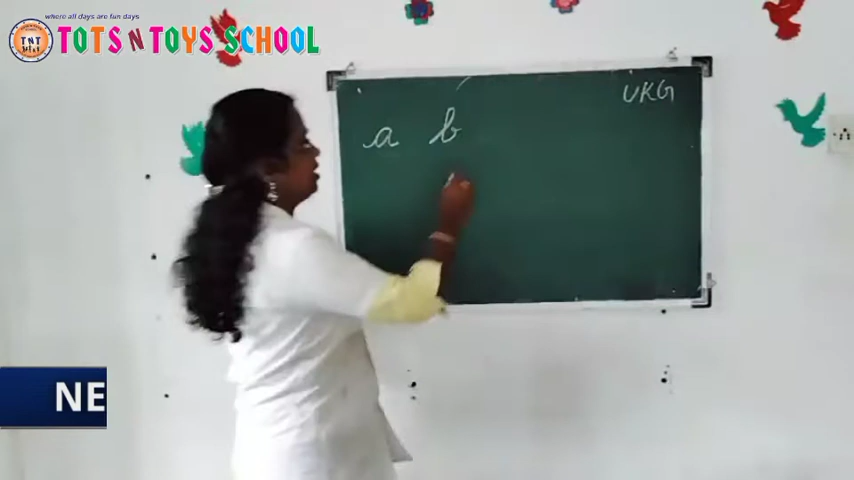 where all days are fun days
TNT
TOTS N TOYS SCHOOL
UKG
a b
NE